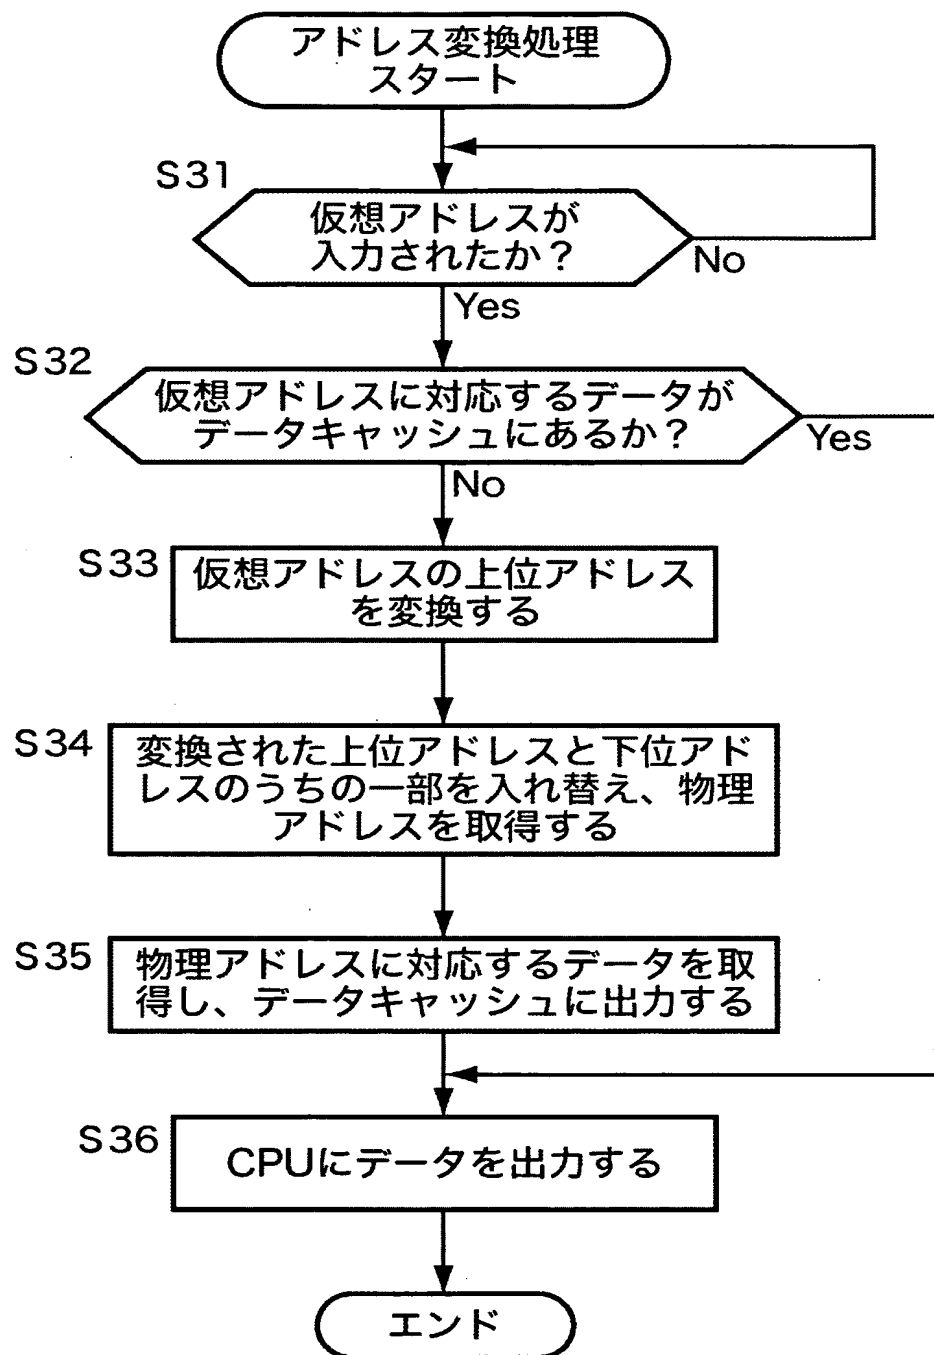 アドレス変換処理
スタート
S31
仮想アドレスが
入力されたか？
No
Yes
S32
仮想アドレスに対応するデータが
データキャッシュにあるか？
Yes
No
S33
仮想アドレスの上位アドレス
を変換する
S34
変換された上位アドレスと下位アド
レスのうちの一部を入れ替え、物理
アドレスを取得する
S35
物理アドレスに対応するデータを取
得し、データキャッシュに出力する
S36
CPUにデータを出力する
エンド